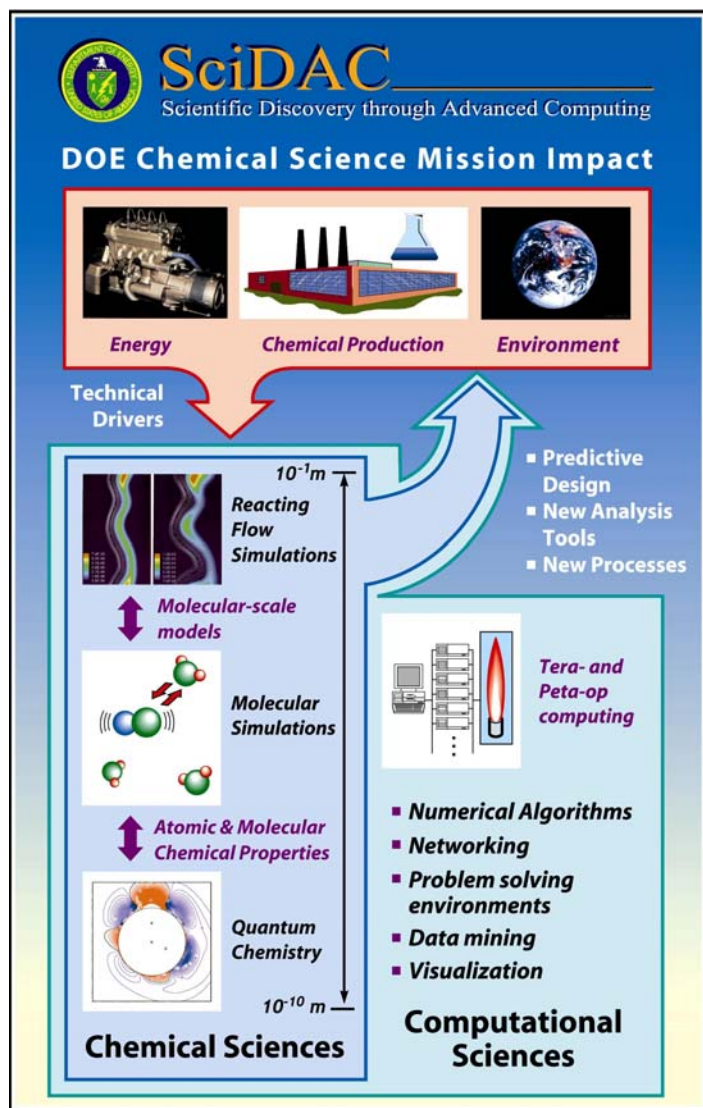 SciDAC
Scientific Discovery through Advanced Computing
DOE Chemical Science Mission Impact
Energy
Chemical Production
Environment
Technical
Drivers
▪ Predictive
Design
▪ New Analysis
Tools
▪ New Processes
10⁻¹m
Reacting
Flow
Simulations
Molecular-scale
models
Molecular
Simulations
Atomic & Molecular
Chemical Properties
Quantum
Chemistry
10⁻¹⁰ m
Chemical Sciences
Tera- and
Peta-op
computing
▪ Numerical Algorithms
▪ Networking
▪ Problem solving
environments
▪ Data mining
▪ Visualization
Computational
Sciences